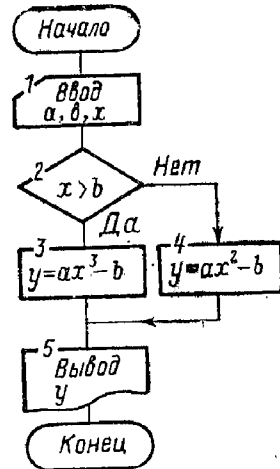 Начало
1
Ввод
a, в, x
2
x > b
Нет
Да
3
y=ax³-b
4
y=ax²-b
5
Вывод
y
Конец